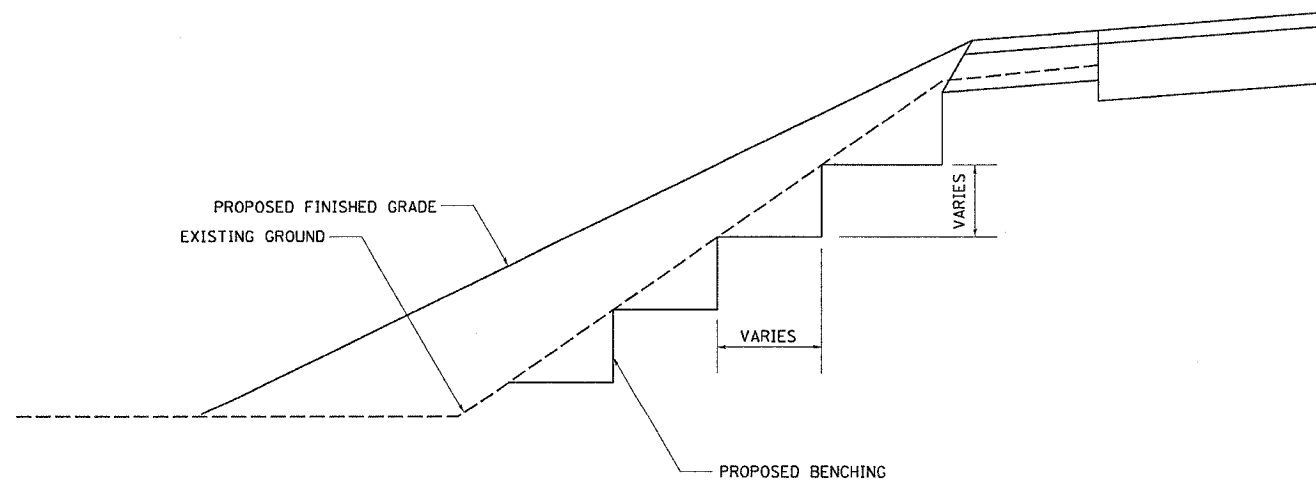 PROPOSED FINISHED GRADE
EXISTING GROUND
VARIES
VARIES
PROPOSED BENCHING